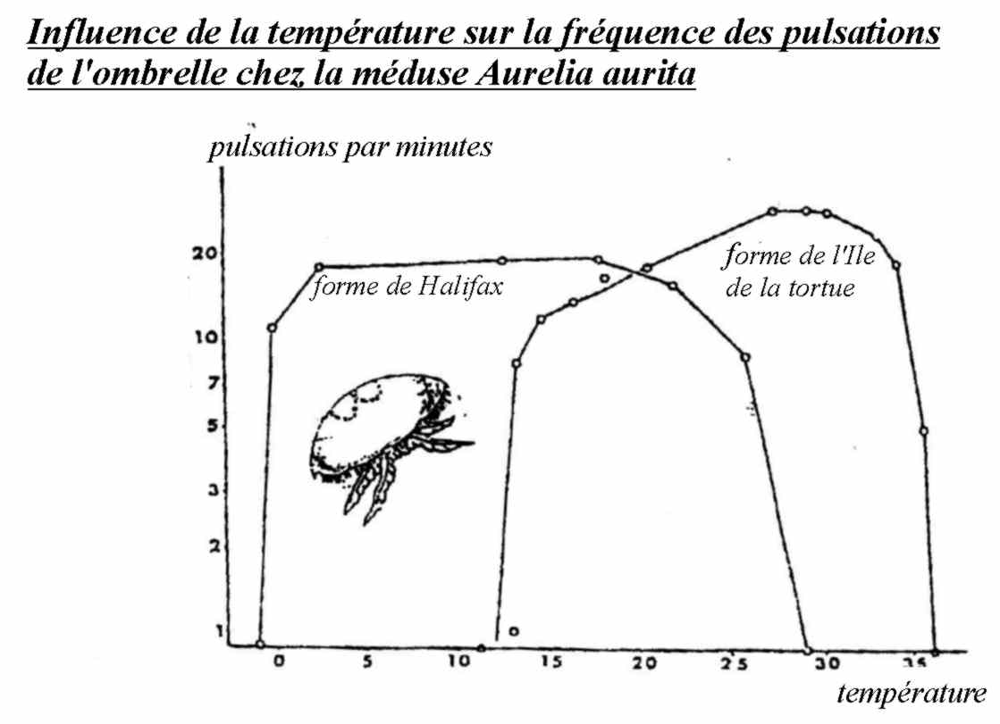 Influence de la température sur la fréquence des pulsations
de l'ombrelle chez la méduse Aurelia aurita
pulsations par minutes
20
10
7
5
3
2
1
forme de Halifax
forme de l'Ile
de la tortue
0 5 10 15 20 25 30 35
température